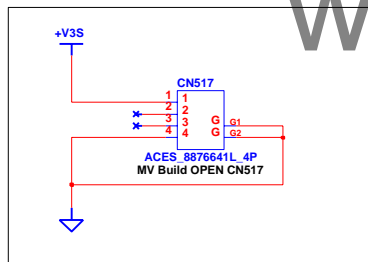 W
+V3S
CN517
1 1
2 2
3 3 G G1
4 4 G G2
ACES_8876641L_4P
MV Build OPEN CN517